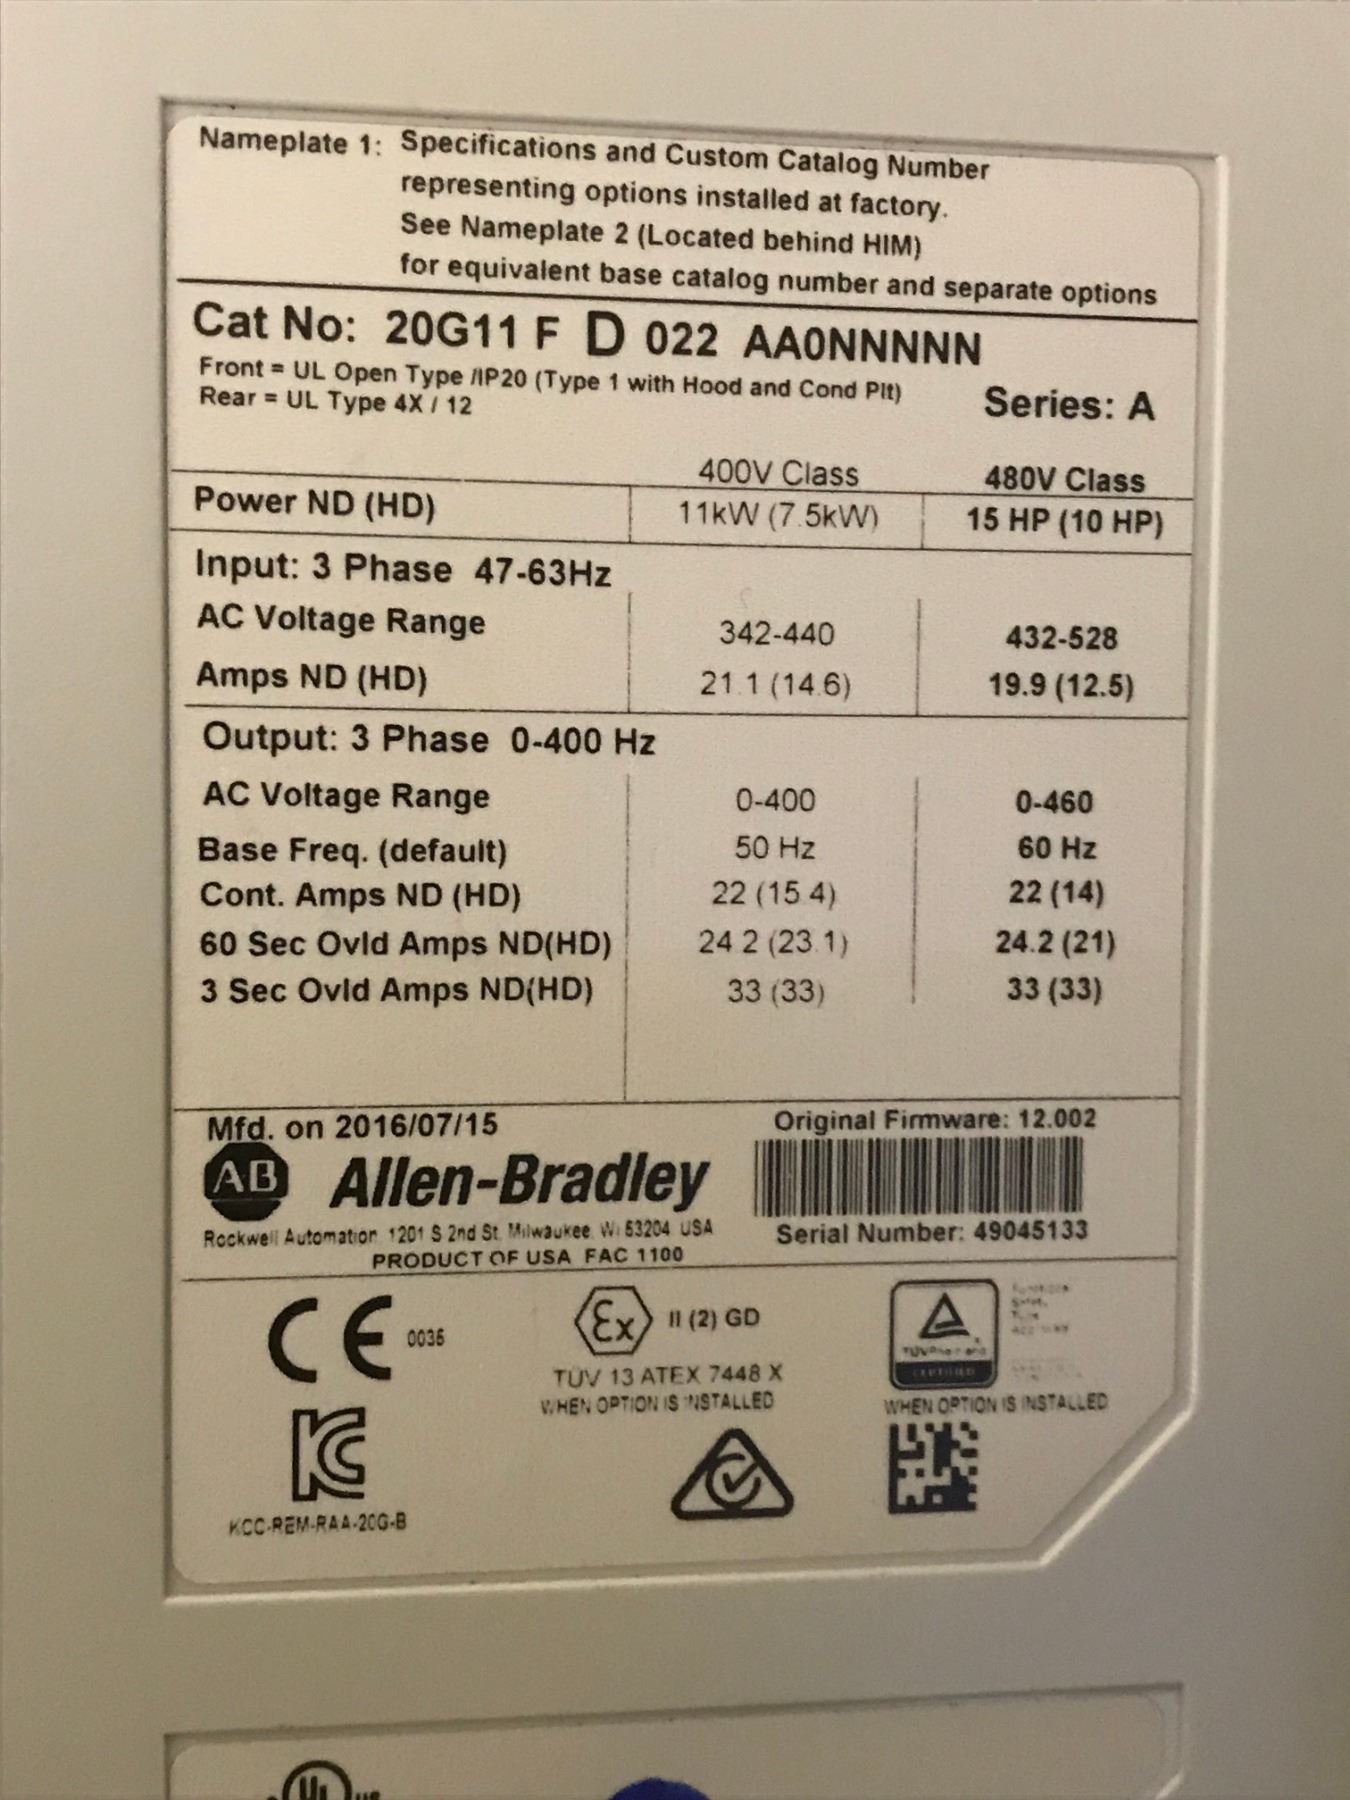 Nameplate 1: Specifications and Custom Catalog Number
representing options installed at factory.
See Nameplate 2 (Located behind HIM)
for equivalent base catalog number and separate options
Cat No: 20G11 F D 022 AA0NNNNN
Front = UL Open Type /IP20 (Type 1 with Hood and Cond Plt)
Rear = UL Type 4X / 12
Series: A
400V Class 480V Class
Power ND (HD) 11kW (7.5kW) 15 HP (10 HP)
Input: 3 Phase 47-63Hz
AC Voltage Range 342-440 432-528
Amps ND (HD) 21.1 (14.6) 19.9 (12.5)
Output: 3 Phase 0-400 Hz
AC Voltage Range 0-400 0-460
Base Freq. (default) 50 Hz 60 Hz
Cont. Amps ND (HD) 22 (15.4) 22 (14)
60 Sec Ovld Amps ND(HD) 24.2 (23.1) 24.2 (21)
3 Sec Ovld Amps ND(HD) 33 (33) 33 (33)
Mfd. on 2016/07/15 Original Firmware: 12.002
AB Allen-Bradley
Rockwell Automation 1201 S 2nd St. Milwaukee, WI 53204 USA
Serial Number: 49045133
PRODUCT OF USA FAC 1100
CE 0035
Ex II (2) GD
TÜV 13 ATEX 7448 X
WHEN OPTION IS INSTALLED
TÜVRheinland
CERTIFIED
WHEN OPTION IS INSTALLED
KC
KCC-REM-RAA-20G-B
UL US